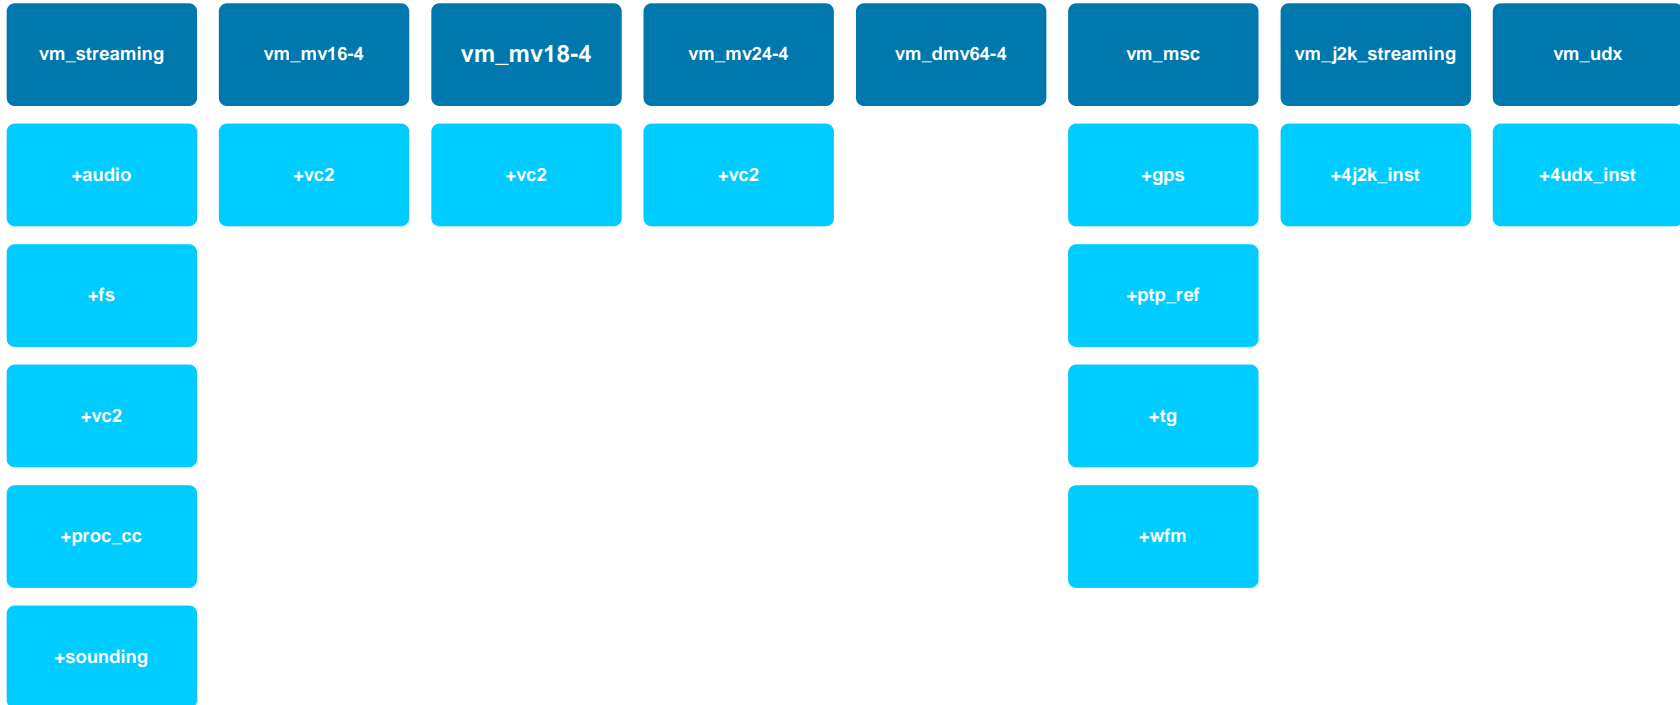 vm_streaming
vm_mv16-4
vm_mv18-4
vm_mv24-4
vm_dmv64-4
vm_msc
vm_j2k_streaming
vm_udx
+audio
+vc2
+vc2
+vc2
+gps
+4j2k_inst
+4udx_inst
+fs
+ptp_ref
+vc2
+tg
+proc_cc
+wfm
+sounding